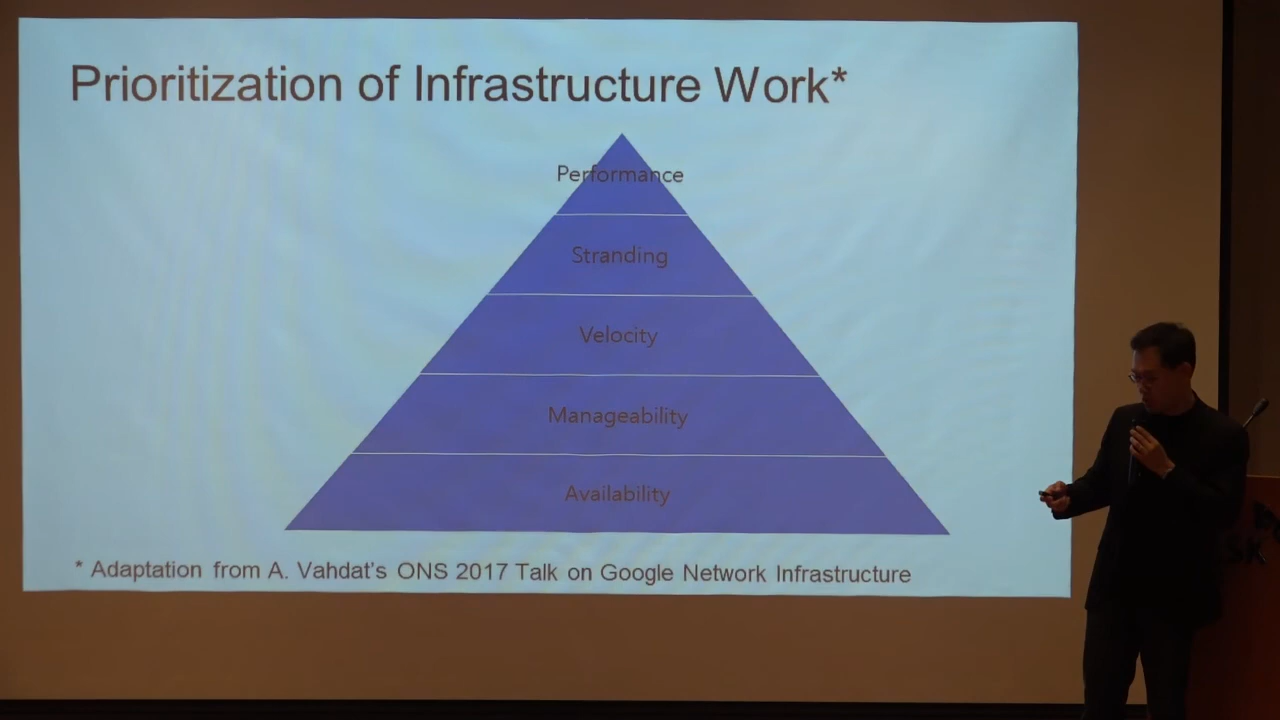 Prioritization of Infrastructure Work*
Performance
Stranding
Velocity
Manageability
Availability
* Adaptation from A. Vahdat's ONS 2017 Talk on Google Network Infrastructure
SK